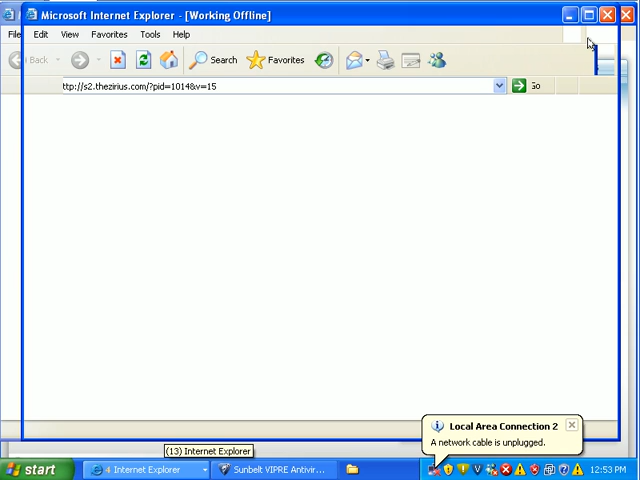 Microsoft Internet Explorer - [Working Offline]
File Edit View Favorites Tools Help
Back Search Favorites
ttp://s2.thezirius.com/?pid=1014&v=15 Go
Local Area Connection 2
A network cable is unplugged.
(13) Internet Explorer
start 4 Internet Explorer Sunbelt VIPRE Antivir... 12:53 PM